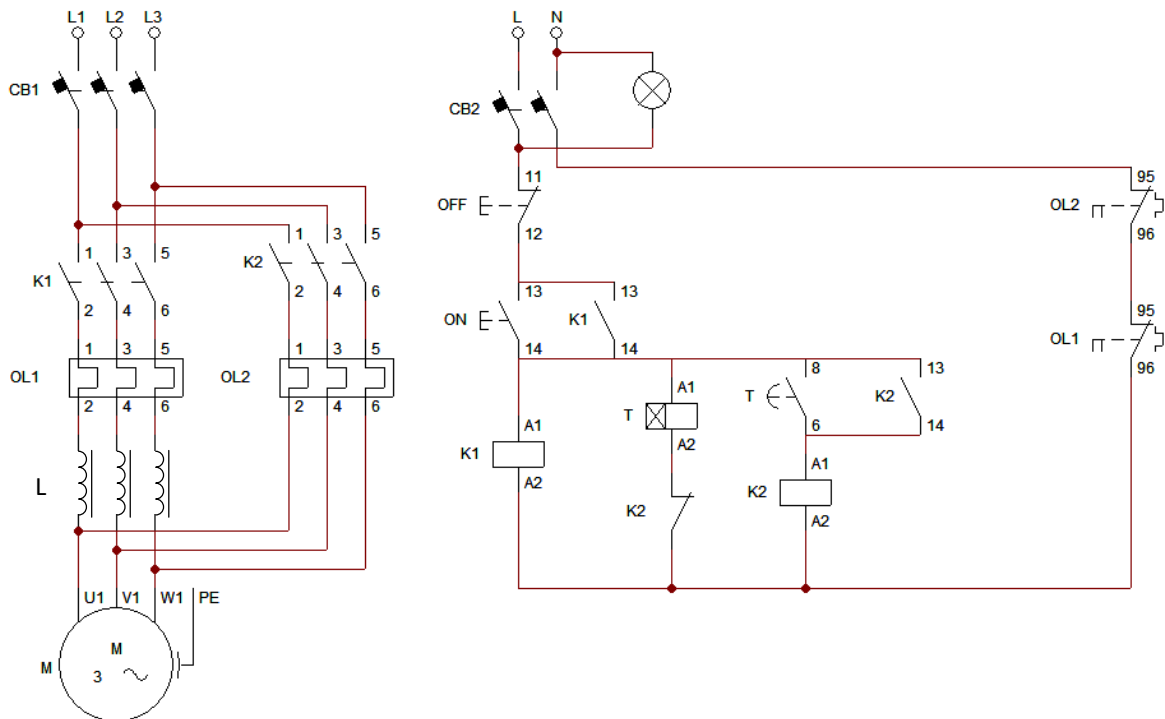 L1 L2 L3
CB1
1 3 5
K1
2 4 6
1 3 5
K2
2 4 6
1 3 5
OL1
2 4 6
1 3 5
OL2
2 4 6
L
U1 V1 W1 PE
M
M
3
L N
CB2
11
OFF
12
13
ON
14
13
K1
14
A1
K1
A2
A1
T
A2
K2
8
T
6
13
K2
14
A1
K2
A2
95
OL2
96
95
OL1
96